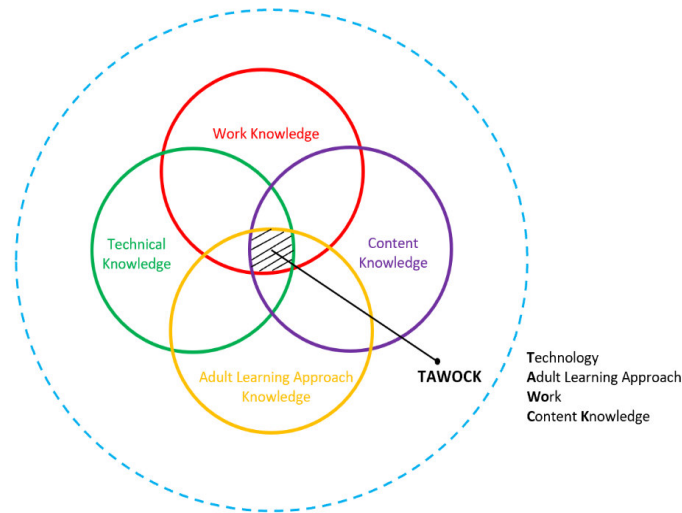 Work Knowledge
Technical
Knowledge
Content
Knowledge
Adult Learning Approach
Knowledge
TAWOCK
Technology
Adult Learning Approach
Work
Content Knowledge